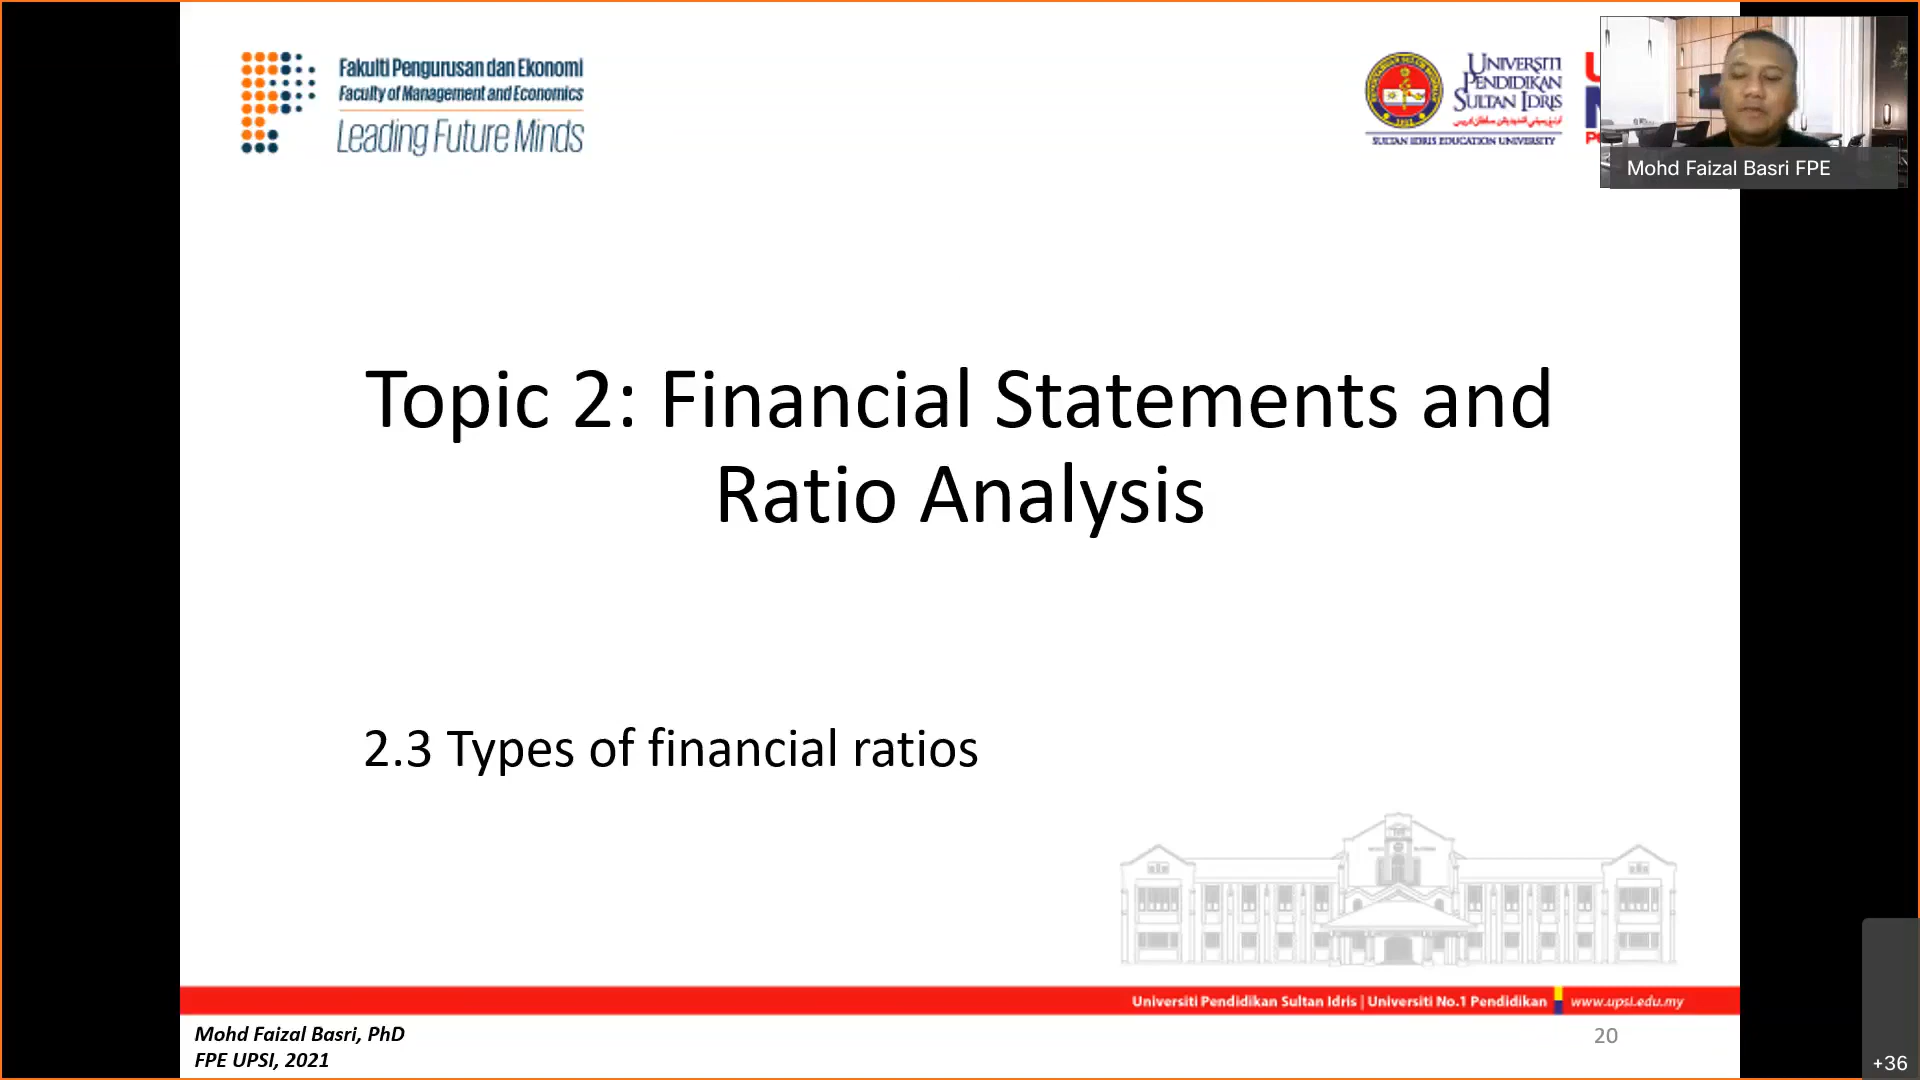 Fakulti Pengurusan dan Ekonomi
Faculty of Management and Economics
Leading Future Minds
UNIVERSITI
PENDIDIKAN
SULTAN IDRIS
SULTAN IDRIS EDUCATION UNIVERSITY
Mohd Faizal Basri FPE
Topic 2: Financial Statements and
Ratio Analysis
2.3 Types of financial ratios
Universiti Pendidikan Sultan Idris | Universiti No.1 Pendidikan
www.upsi.edu.my
Mohd Faizal Basri, PhD
FPE UPSI, 2021
20
+36